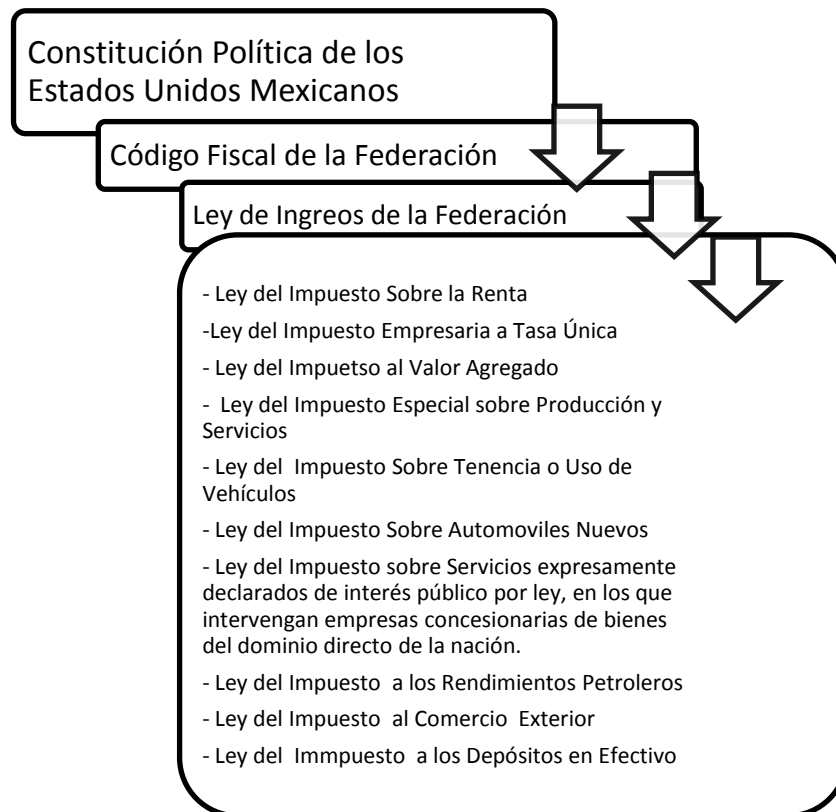 Constitución Política de los
Estados Unidos Mexicanos
Código Fiscal de la Federación
Ley de Ingreos de la Federación
- Ley del Impuesto Sobre la Renta
-Ley del Impuesto Empresaria a Tasa Única
- Ley del Impuetso al Valor Agregado
- Ley del Impuesto Especial sobre Producción y
Servicios
- Ley del Impuesto Sobre Tenencia o Uso de
Vehículos
- Ley del Impuesto Sobre Automoviles Nuevos
- Ley del Impuesto sobre Servicios expresamente
declarados de interés público por ley, en los que
intervengan empresas concesionarias de bienes
del dominio directo de la nación.
- Ley del Impuesto a los Rendimientos Petroleros
- Ley del Impuesto al Comercio Exterior
- Ley del Immpuesto a los Depósitos en Efectivo